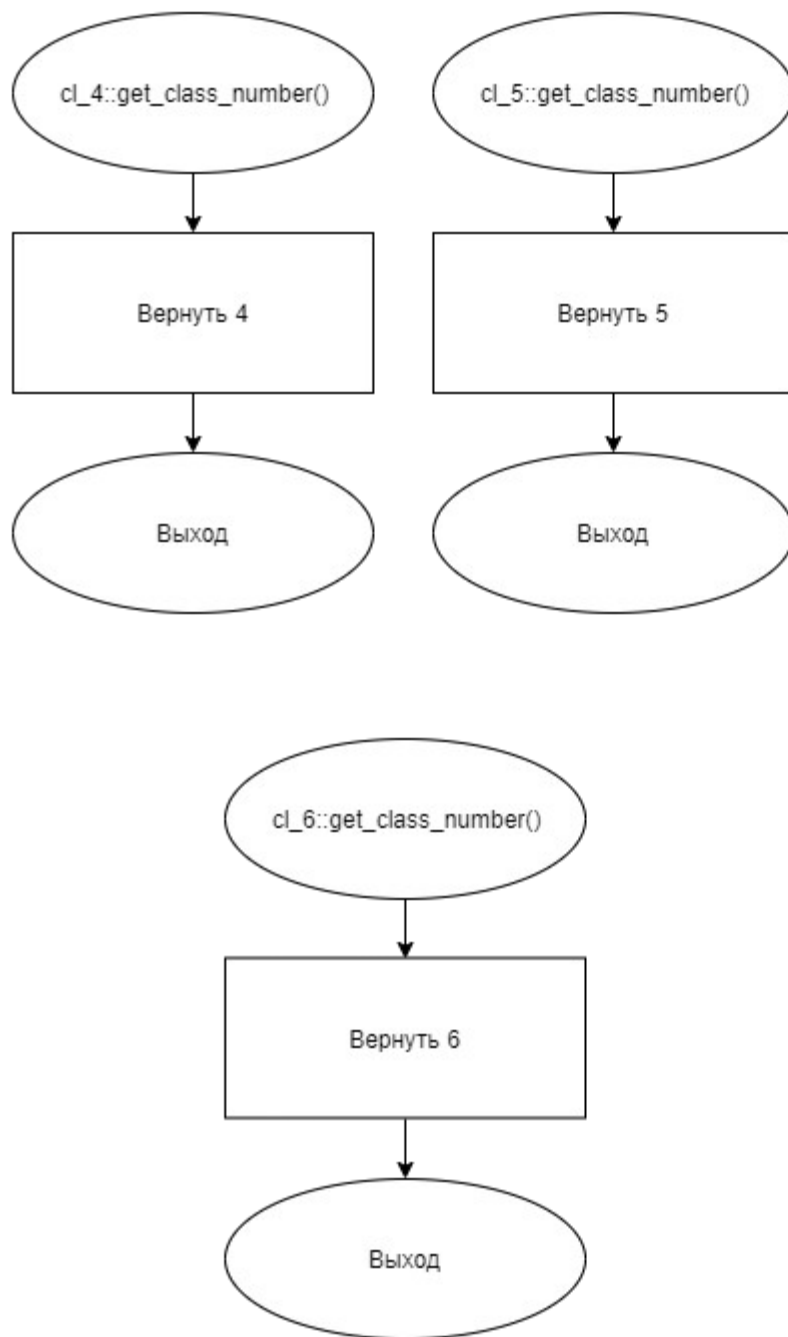 cl_4::get_class_number()
cl_5::get_class_number()
Вернуть 4
Вернуть 5
Выход
Выход
cl_6::get_class_number()
Вернуть 6
Выход